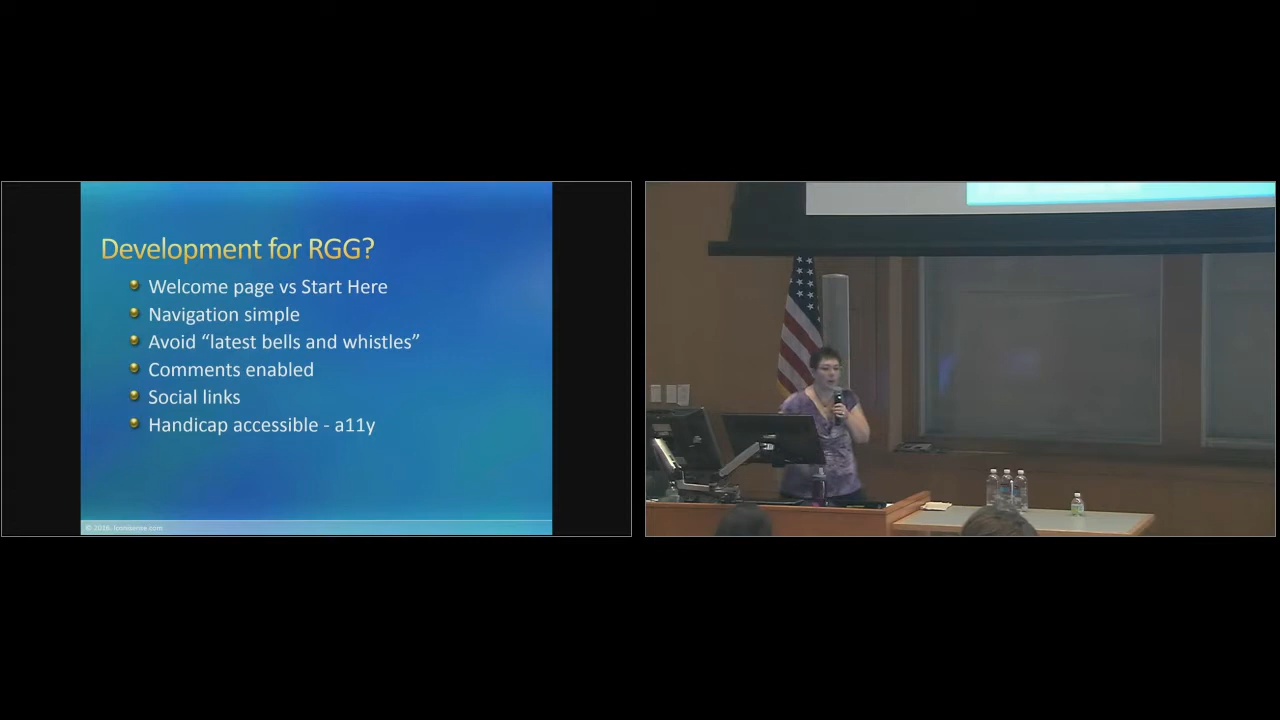 Development for RGG?
Welcome page vs Start Here
Navigation simple
Avoid “latest bells and whistles”
Comments enabled
Social links
Handicap accessible - a11y